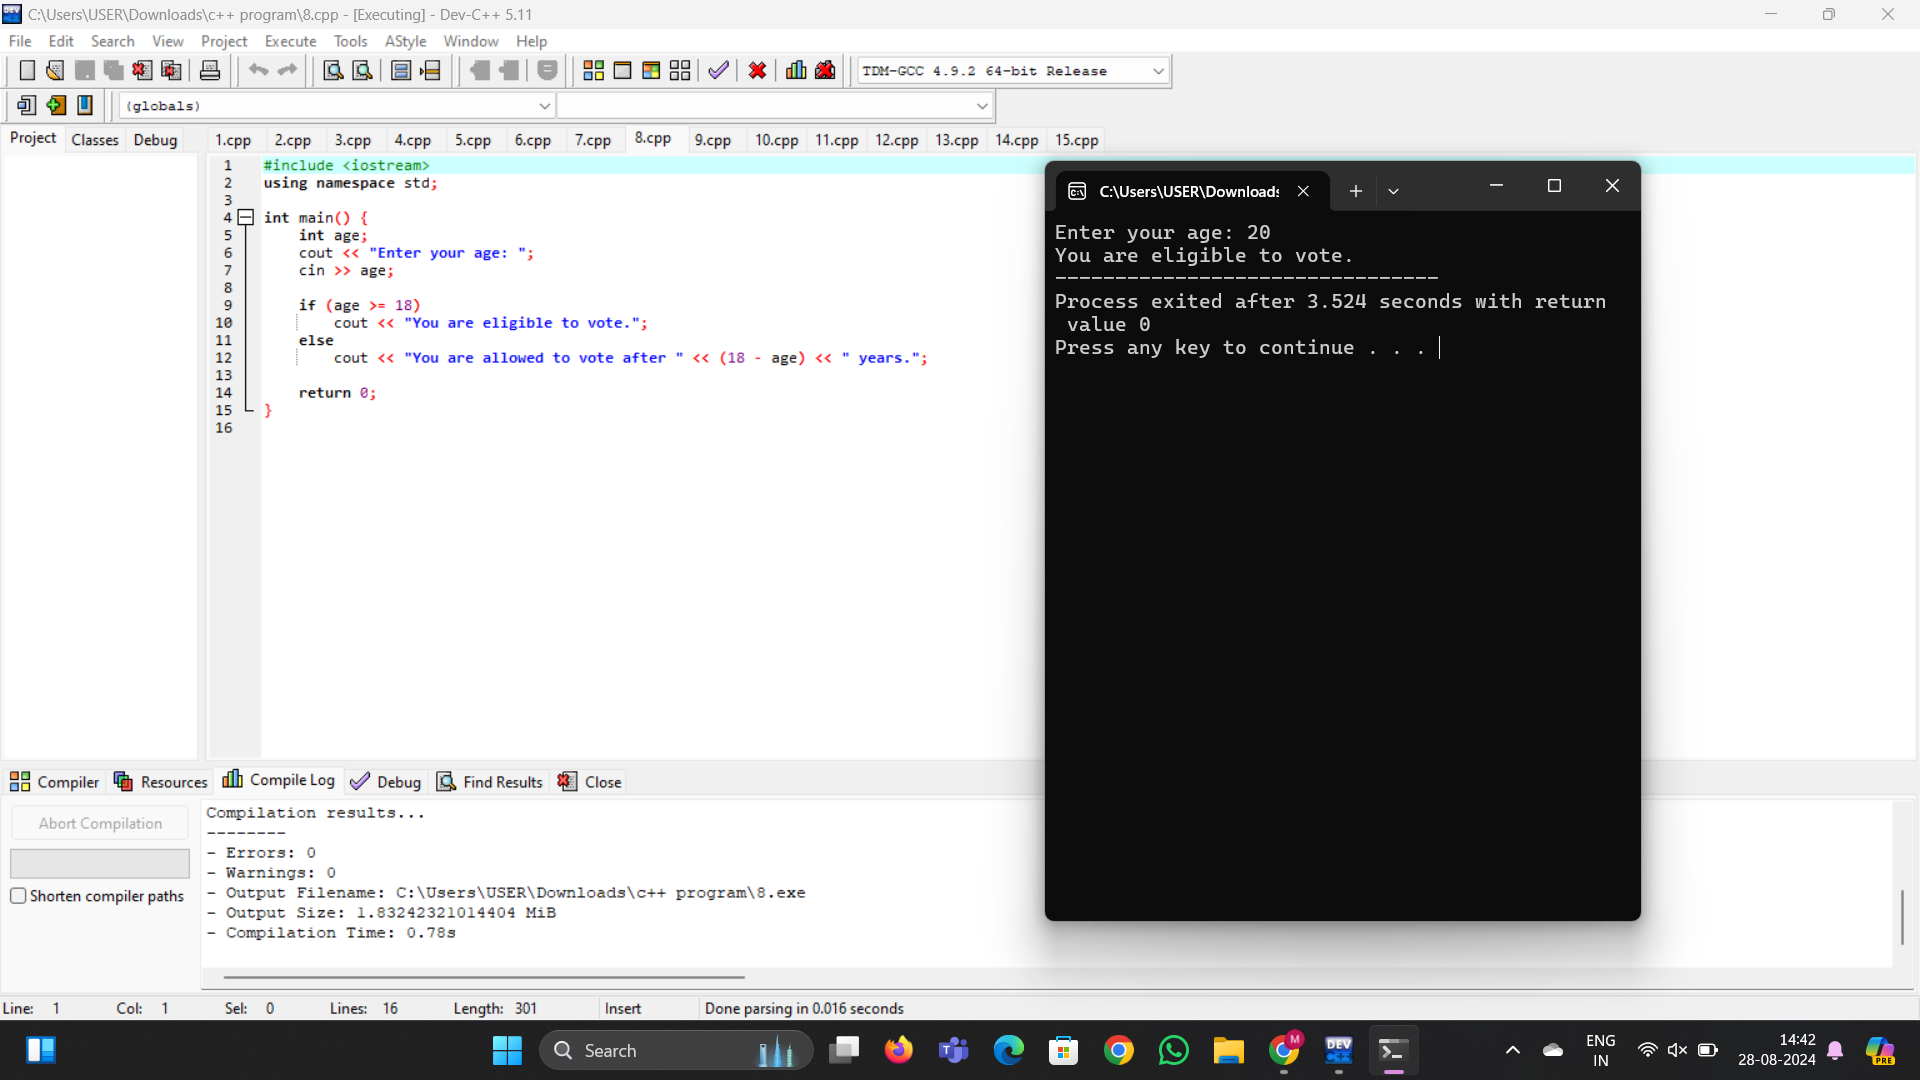 C:\Users\USER\Downloads\c++ program\8.cpp - [Executing] - Dev-C++ 5.11
File Edit Search View Project Execute Tools AStyle Window Help
TDM-GCC 4.9.2 64-bit Release
(globals)
Project Classes Debug
1.cpp 2.cpp 3.cpp 4.cpp 5.cpp 6.cpp 7.cpp 8.cpp 9.cpp 10.cpp 11.cpp 12.cpp 13.cpp 14.cpp 15.cpp
1 #include <iostream>
2 using namespace std;
3
4 int main() {
5 int age;
6 cout << "Enter your age: ";
7 cin >> age;
8
9 if (age >= 18)
10 cout << "You are eligible to vote.";
11 else
12 cout << "You are allowed to vote after " << (18 - age) << " years.";
13
14 return 0;
15 }
16
C:\Users\USER\Downloads
Enter your age: 20
You are eligible to vote.
--------------------------------
Process exited after 3.524 seconds with return
value 0
Press any key to continue . . .
Compiler Resources Compile Log Debug Find Results Close
Abort Compilation
Shorten compiler paths
Compilation results...
--------
- Errors: 0
- Warnings: 0
- Output Filename: C:\Users\USER\Downloads\c++ program\8.exe
- Output Size: 1.83242321014404 MiB
- Compilation Time: 0.78s
Line: 1 Col: 1 Sel: 0 Lines: 16 Length: 301 Insert Done parsing in 0.016 seconds
Search
M
DEV
ENG
IN
14:42
28-08-2024
PRE